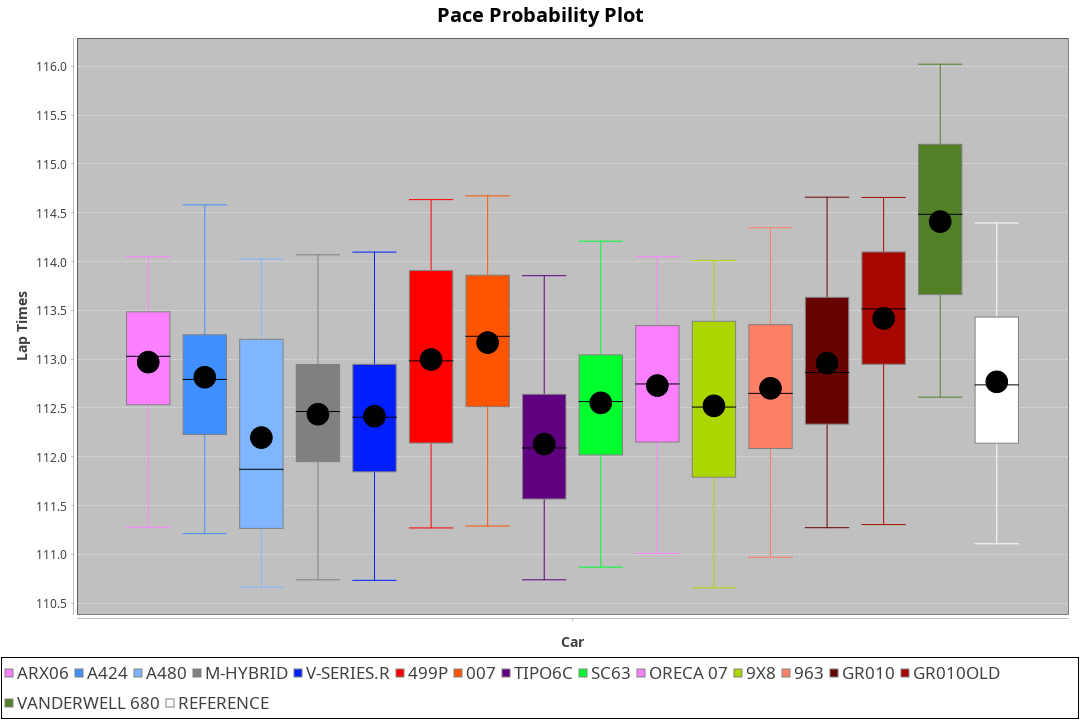 Pace Probability Plot
116.0
115.5
115.0
114.5
114.0
113.5
113.0
112.5
112.0
111.5
111.0
110.5
Lap Times
Car
ARX06 A424 A480 M-HYBRID V-SERIES.R 499P 007 TIPO6C SC63 ORECA 07 9X8 963 GR010 GR010OLD
VANDERWELL 680 REFERENCE